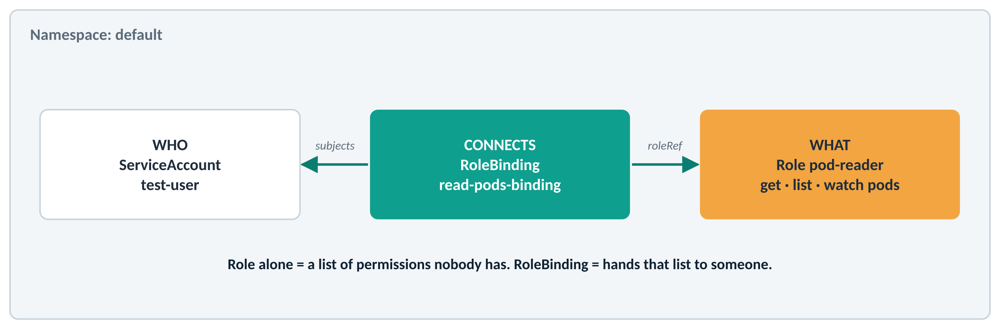 Namespace: default
WHO
ServiceAccount
test-user
subjects
CONNECTS
RoleBinding
read-pods-binding
roleRef
WHAT
Role pod-reader
get · list · watch pods
Role alone = a list of permissions nobody has. RoleBinding = hands that list to someone.